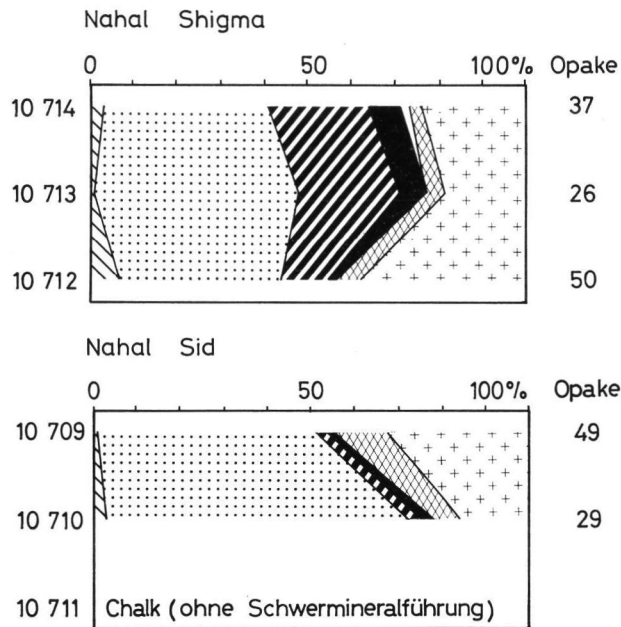 Nahal Shigma
0 50 100% Opake
10 714 37
10 713 26
10 712 50
Nahal Sid
0 50 100% Opake
10 709 49
10 710 29
10 711 Chalk (ohne Schwermineralführung)